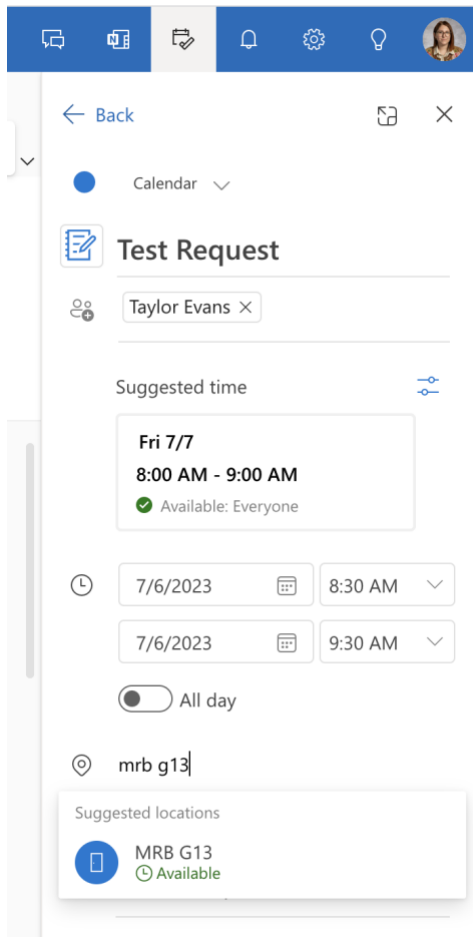 Back
Calendar
Test Request
Taylor Evans
Suggested time
Fri 7/7
8:00 AM - 9:00 AM
Available: Everyone
7/6/2023 8:30 AM
7/6/2023 9:30 AM
All day
mrb g13
Suggested locations
MRB G13
Available